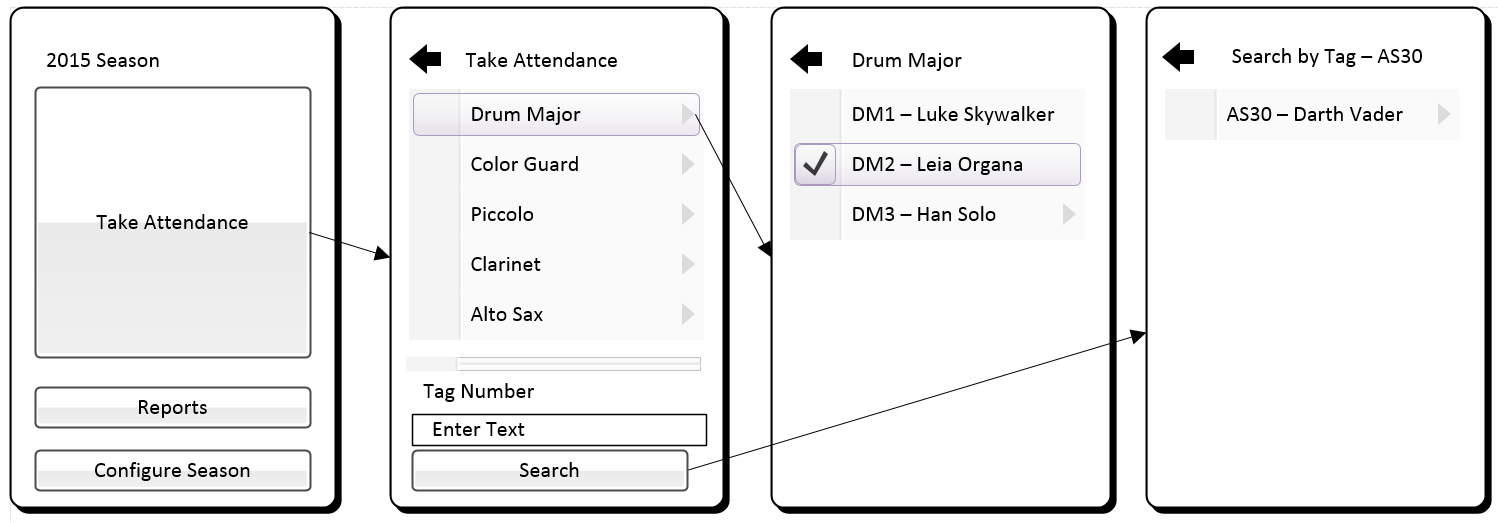 2015 Season
Take Attendance
Reports
Configure Season
Take Attendance
Drum Major
Color Guard
Piccolo
Clarinet
Alto Sax
Tag Number
Enter Text
Search
Drum Major
DM1 – Luke Skywalker
DM2 – Leia Organa
DM3 – Han Solo
Search by Tag – AS30
AS30 – Darth Vader